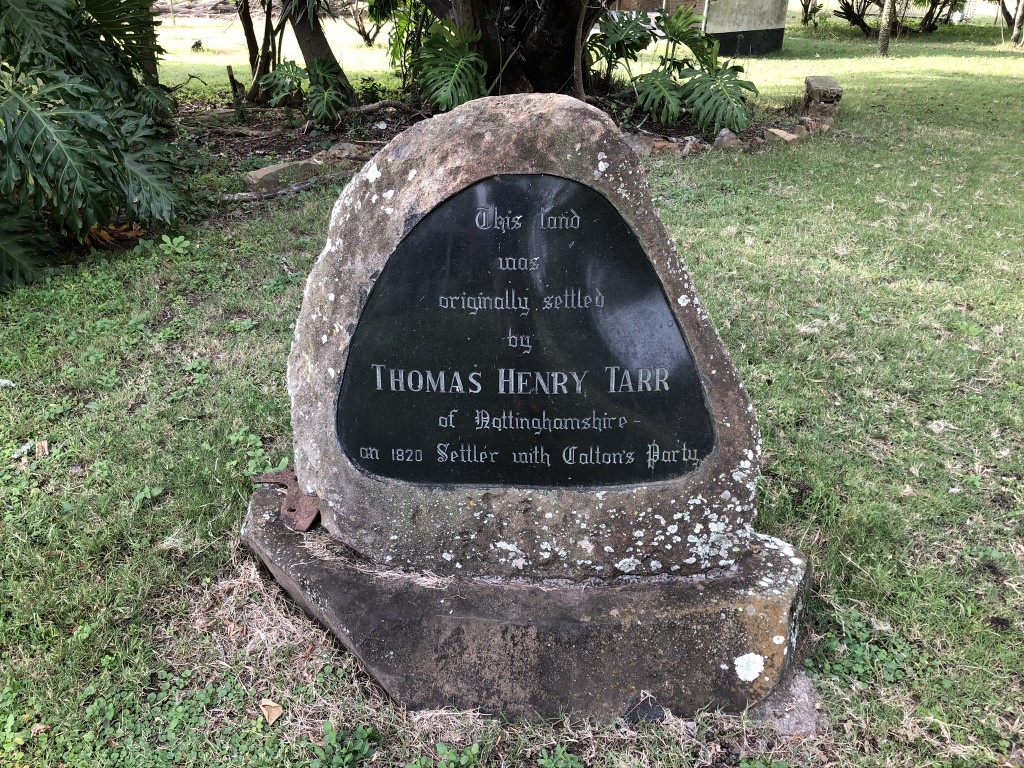 This land
was
originally settled
by
THOMAS HENRY TARR
of Nottinghamshire -
an 1820 Settler with Calton's Party